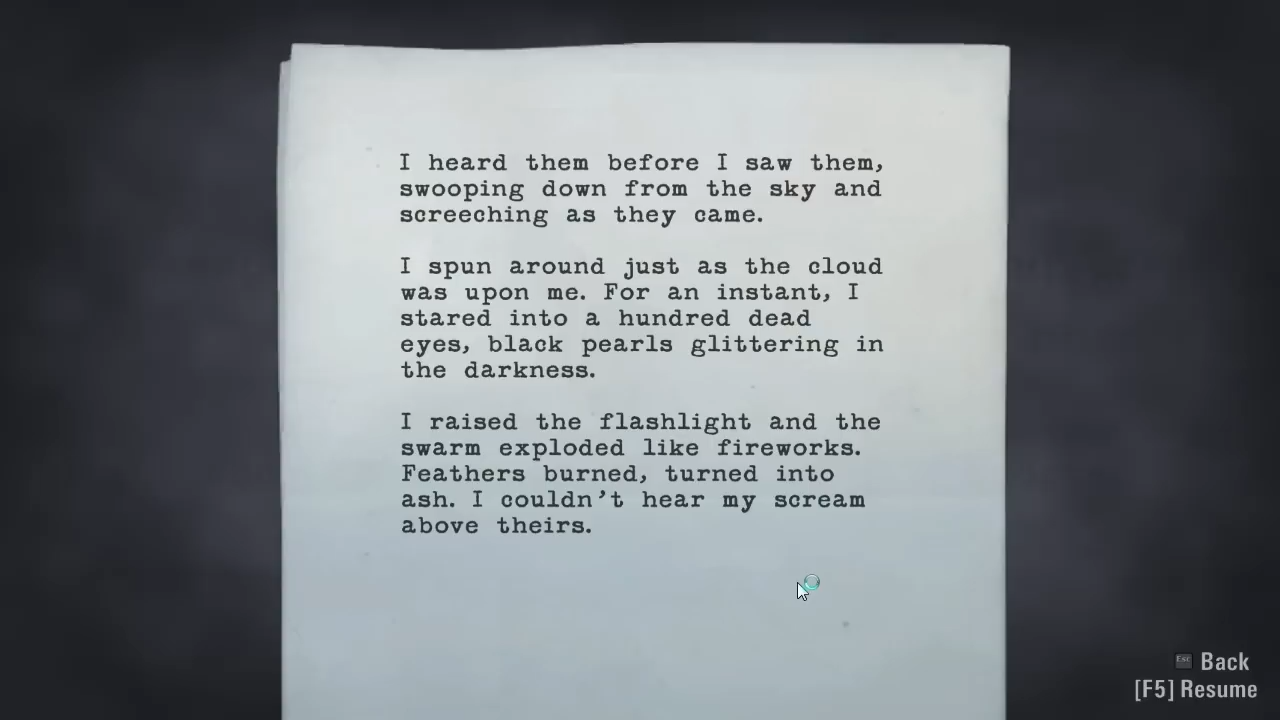 I heard them before I saw them,
swooping down from the sky and
screeching as they came.
I spun around just as the cloud
was upon me. For an instant, I
stared into a hundred dead
eyes, black pearls glittering in
the darkness.
I raised the flashlight and the
swarm exploded like fireworks.
Feathers burned, turned into
ash. I couldn't hear my scream
above theirs.
Esc Back
[F5] Resume